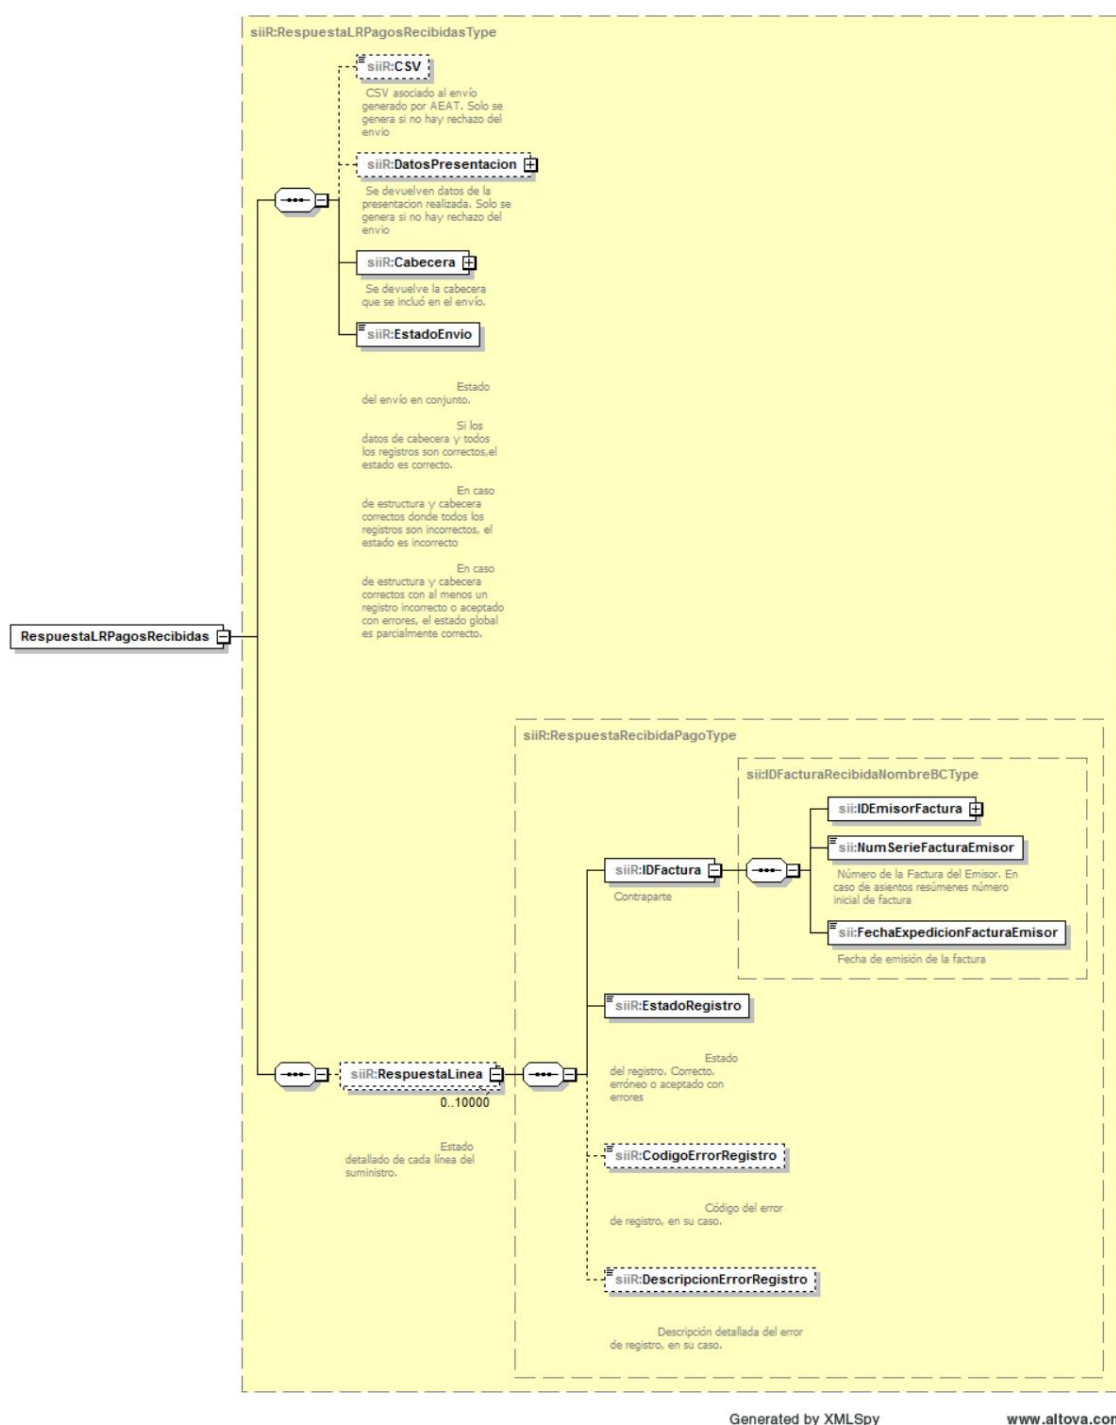 siiR:RespuestaLRPagosRecibidasType
siiR:CSV
CSV asociado al envío
generado por AEAT. Solo se
genera si no hay rechazo del
envio
siiR:DatosPresentacion
Se devuelven datos de la
presentacion realizada. Solo se
genera si no hay rechazo del
envio
siiR:Cabecera
Se devuelve la cabecera
que se incluó en el envío.
siiR:EstadoEnvio
Estado
del envío en conjunto.
Si los
datos de cabecera y todos
los registros son correctos,el
estado es correcto.
En caso
de estructura y cabecera
correctos donde todos los
registros son incorrectos, el
estado es incorrecto
En caso
de estructura y cabecera
correctos con al menos un
registro incorrecto o aceptado
con errores, el estado global
es parcialmente correcto.
RespuestaLRPagosRecibidas
siiR:RespuestaRecibidaPagoType
sii:IDFacturaRecibidaNombreBCType
sii:IDEmisorFactura
sii:NumSerieFacturaEmisor
Número de la Factura del Emisor. En
caso de asientos resúmenes número
inicial de factura
siiR:IDFactura
Contraparte
sii:FechaExpedicionFacturaEmisor
Fecha de emisión de la factura
siiR:EstadoRegistro
Estado
del registro. Correcto,
erróneo o aceptado con
errores
siiR:RespuestaLinea
0..10000
Estado
detallado de cada línea del
suministro.
siiR:CodigoErrorRegistro
Código del error
de registro, en su caso.
siiR:DescripcionErrorRegistro
Descripción detallada del error
de registro, en su caso.
Generated by XMLSpy
www.altova.com